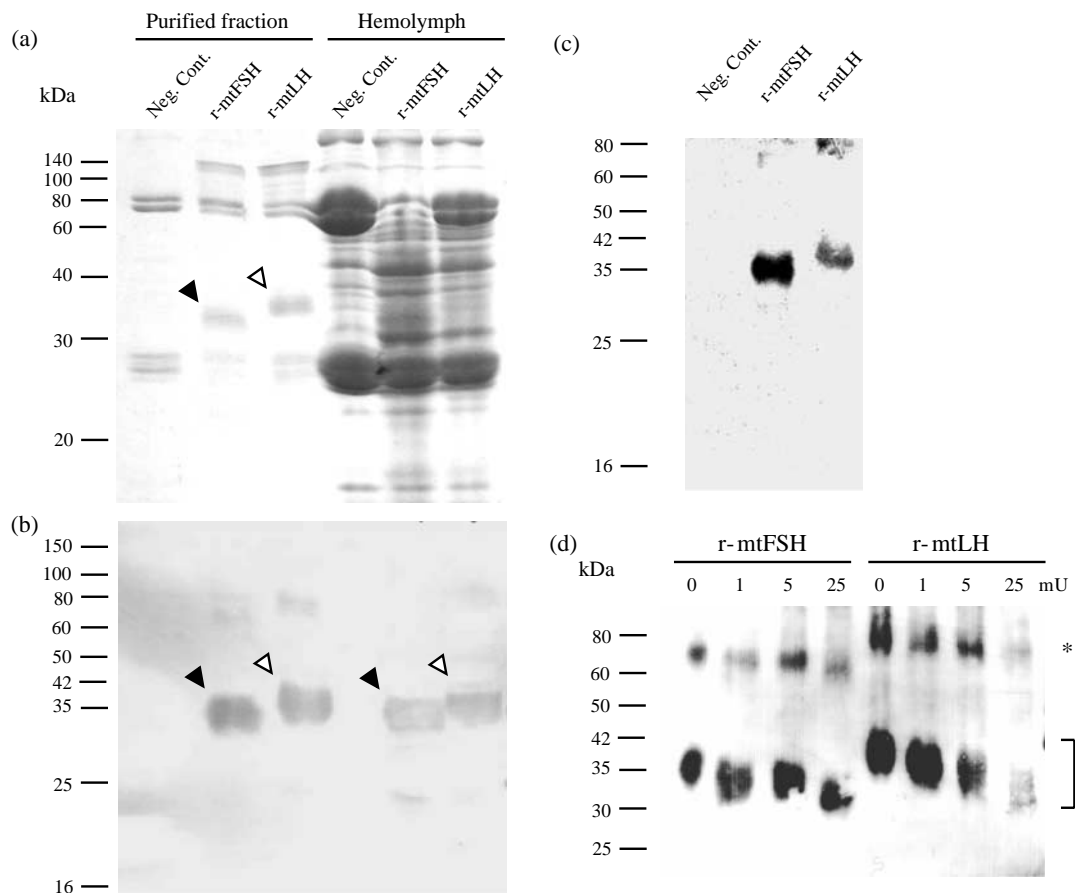 (a)
Purified fraction
Hemolymph
Neg. Cont.
r-mtFSH
r-mtLH
Neg. Cont.
r-mtFSH
r-mtLH
kDa
140
100
80
60
40
30
20
(b)
150
100
80
60
50
42
35
25
16
(c)
Neg. Cont.
r-mtFSH
r-mtLH
80
60
50
42
35
25
16
(d)
r-mtFSH
r-mtLH
kDa
0 1 5 25 0 1 5 25 mU
80
60
50
42
35
30
25
*